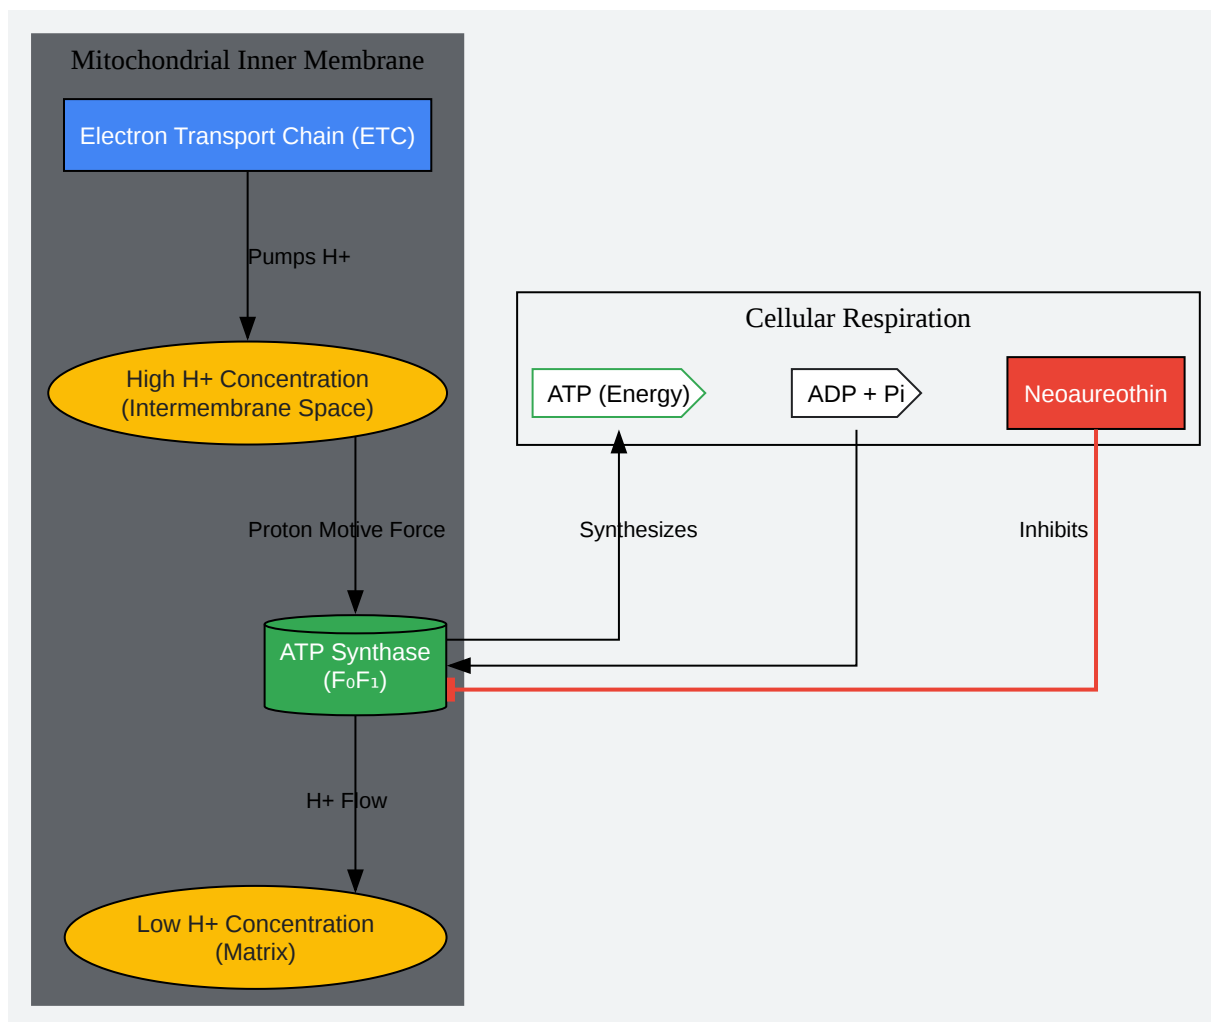 Mitochondrial Inner Membrane
Electron Transport Chain (ETC)
Pumps H+
High H+ Concentration
(Intermembrane Space)
Cellular Respiration
ATP (Energy)
ADP + Pi
Neoaureothin
Proton Motive Force
Synthesizes
Inhibits
ATP Synthase
(F₀F₁)
H+ Flow
Low H+ Concentration
(Matrix)